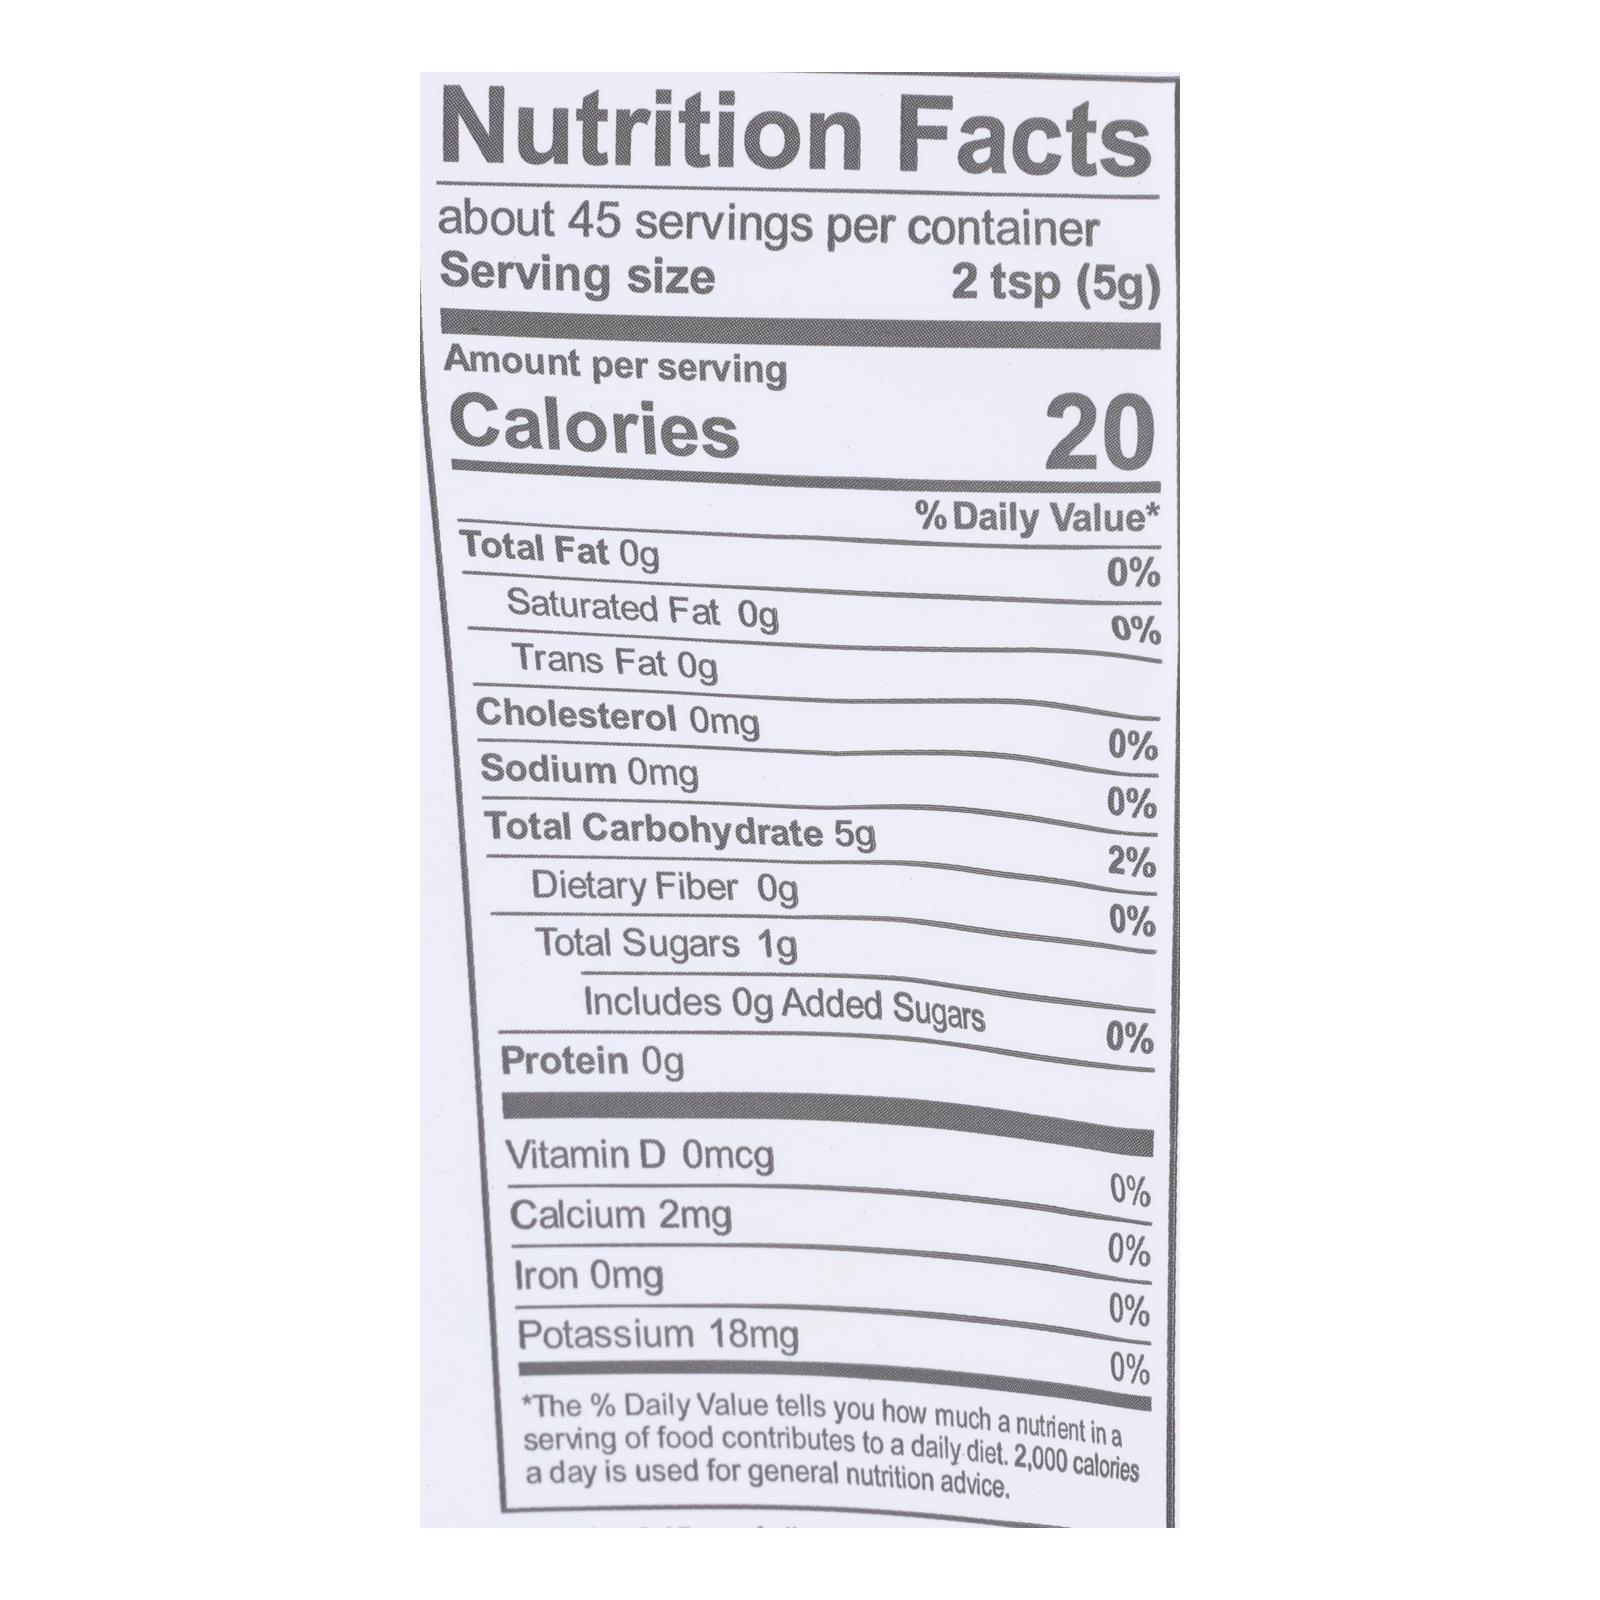 Nutrition Facts
about 45 servings per container
Serving size 2 tsp (5g)
Amount per serving
Calories 20
% Daily Value*
Total Fat 0g 0%
Saturated Fat 0g 0%
Trans Fat 0g
Cholesterol 0mg 0%
Sodium 0mg 0%
Total Carbohydrate 5g 2%
Dietary Fiber 0g 0%
Total Sugars 1g
Includes 0g Added Sugars 0%
Protein 0g
Vitamin D 0mcg 0%
Calcium 2mg 0%
Iron 0mg 0%
Potassium 18mg 0%
*The % Daily Value tells you how much a nutrient in a
serving of food contributes to a daily diet. 2,000 calories
a day is used for general nutrition advice.